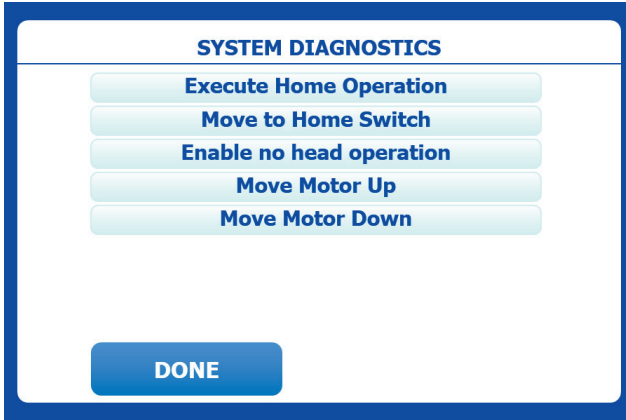 SYSTEM DIAGNOSTICS
Execute Home Operation
Move to Home Switch
Enable no head operation
Move Motor Up
Move Motor Down
DONE